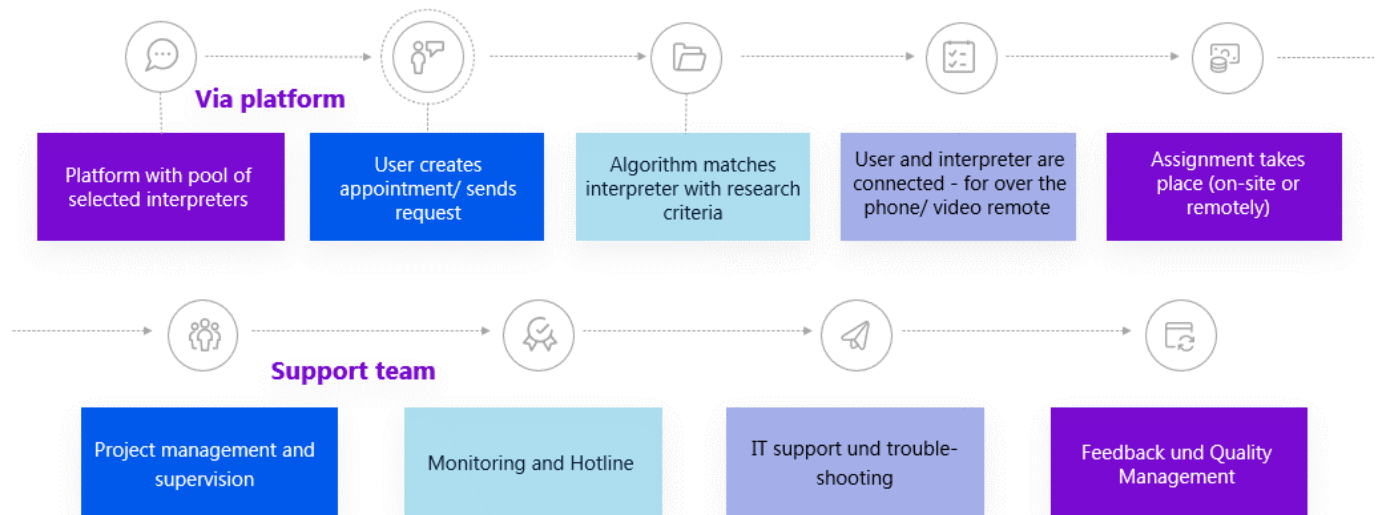 Via platform
Platform with pool of
selected interpreters
User creates
appointment/ sends
request
Algorithm matches
interpreter with research
criteria
User and interpreter are
connected - for over the
phone/ video remote
Assignment takes
place (on-site or
remotely)
Support team
Project management and
supervision
Monitoring and Hotline
IT support und trouble-
shooting
Feedback und Quality
Management